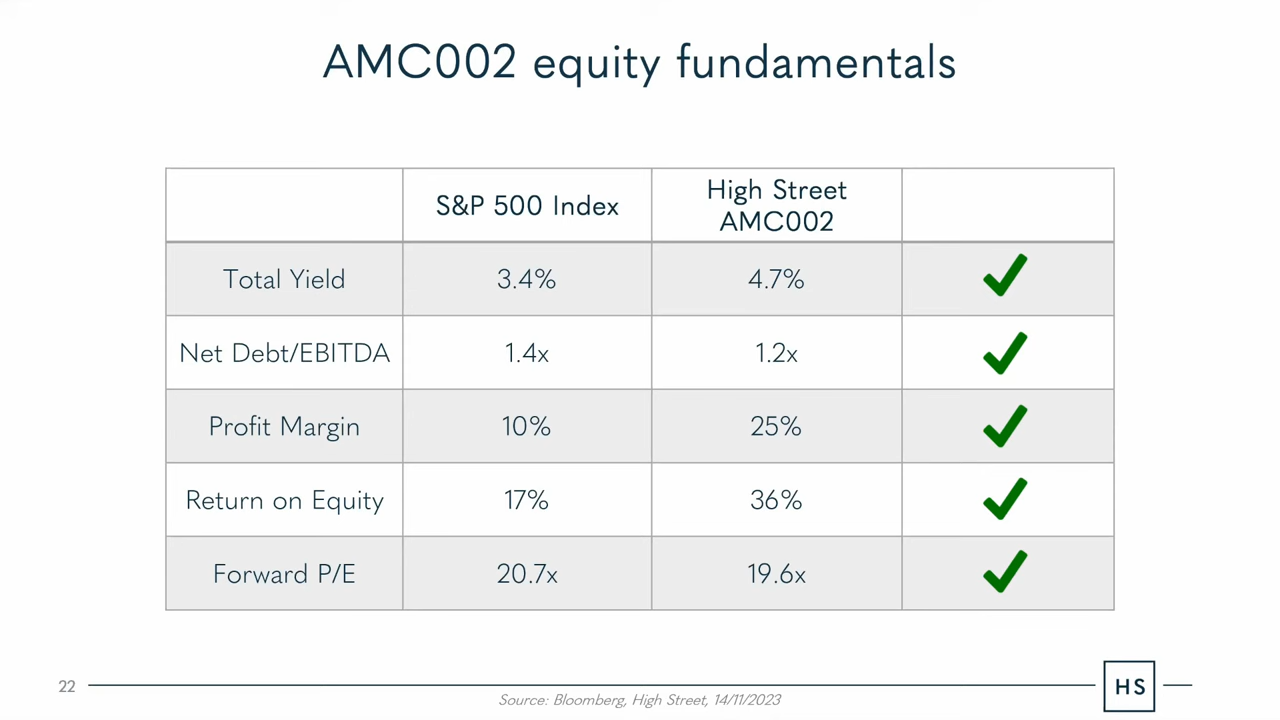 AMC002 equity fundamentals
S&P 500 Index
High Street
AMC002
Total Yield 3.4% 4.7%
Net Debt/EBITDA 1.4x 1.2x
Profit Margin 10% 25%
Return on Equity 17% 36%
Forward P/E 20.7x 19.6x
22
Source: Bloomberg, High Street, 14/11/2023
HS